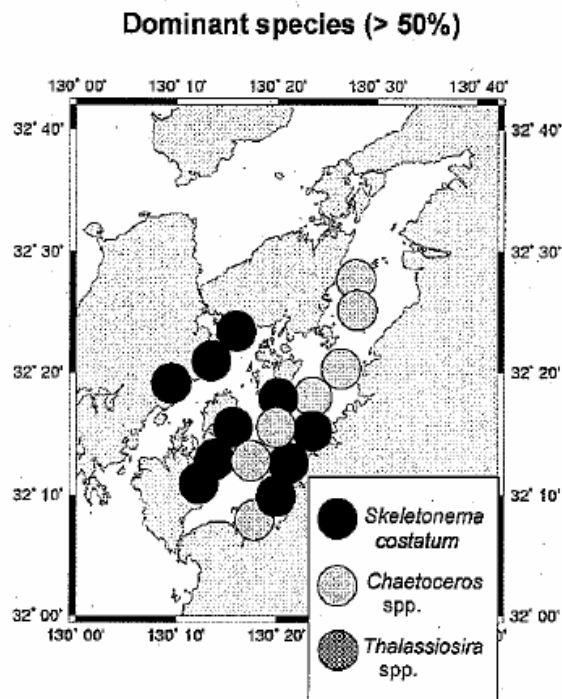 Dominant species (> 50%)
130° 00' 130° 10' 130° 20' 130° 30' 130° 40'
32° 40' 32° 40'
32° 30' 32° 30'
32° 20' 32° 20'
32° 10' 32° 10'
32° 00' 32° 00'
130° 00' 130° 10' 130° 20'
Skeletonema
costatum
Chaetoceros
spp.
Thalassiosira
spp.